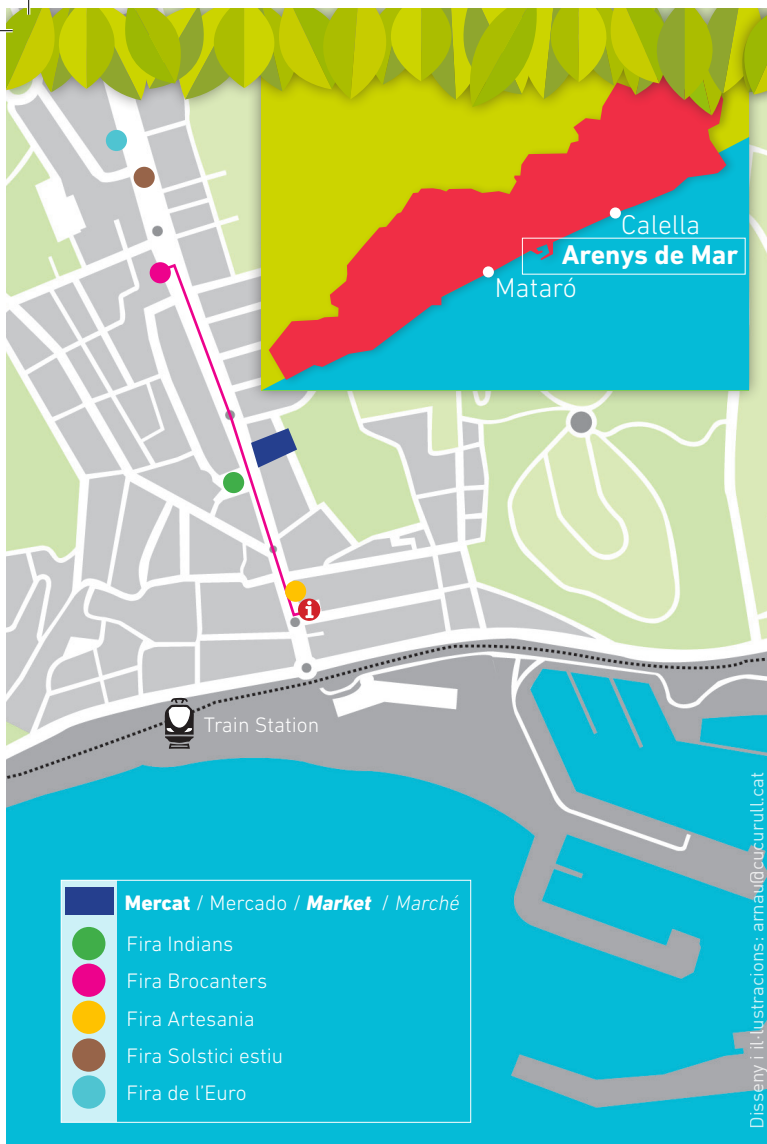 Calella
Arenys de Mar
Mataró
i
Train Station
Mercat / Mercado / Market / Marché
Fira Indians
Fira Brocanters
Fira Artesania
Fira Solstici estiu
Fira de l'Euro
Disseny i il·lustracions: arnau@cucurull.cat